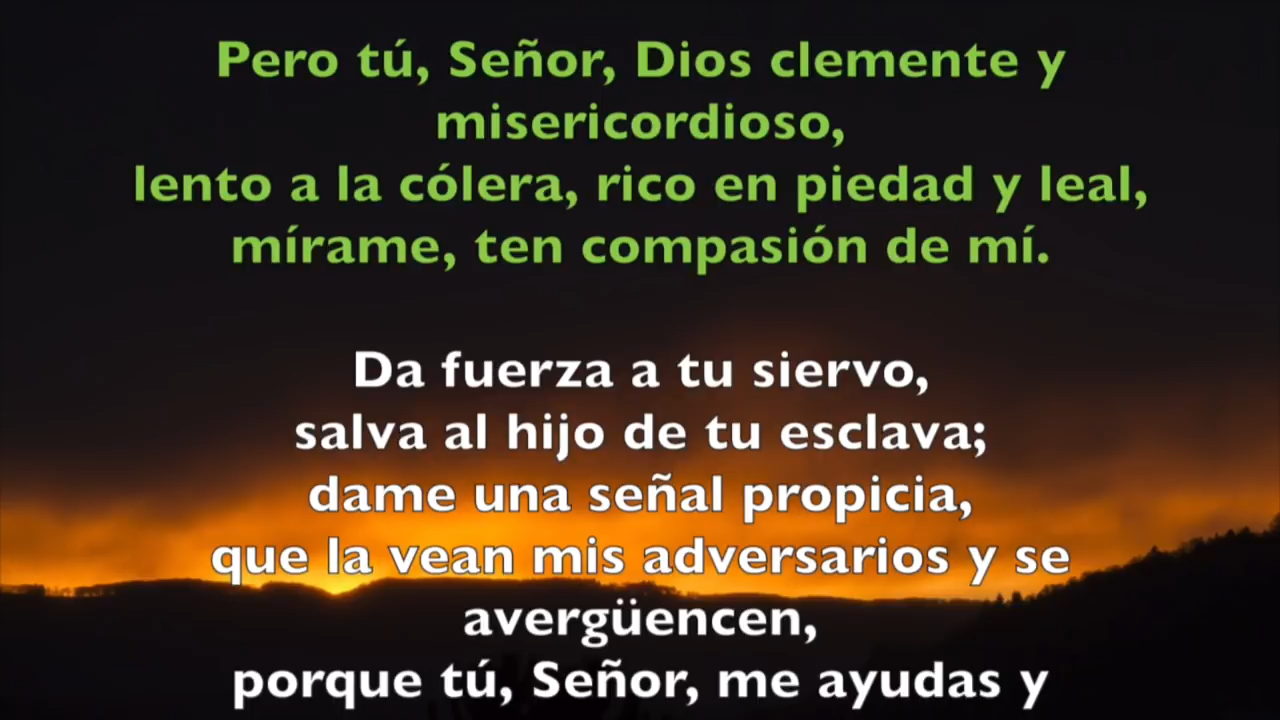 Pero tú, Señor, Dios clemente y
misericordioso,
lento a la cólera, rico en piedad y leal,
mírame, ten compasión de mí.
Da fuerza a tu siervo,
salva al hijo de tu esclava;
dame una señal propicia,
que la vean mis adversarios y se
avergüencen,
porque tú, Señor, me ayudas y